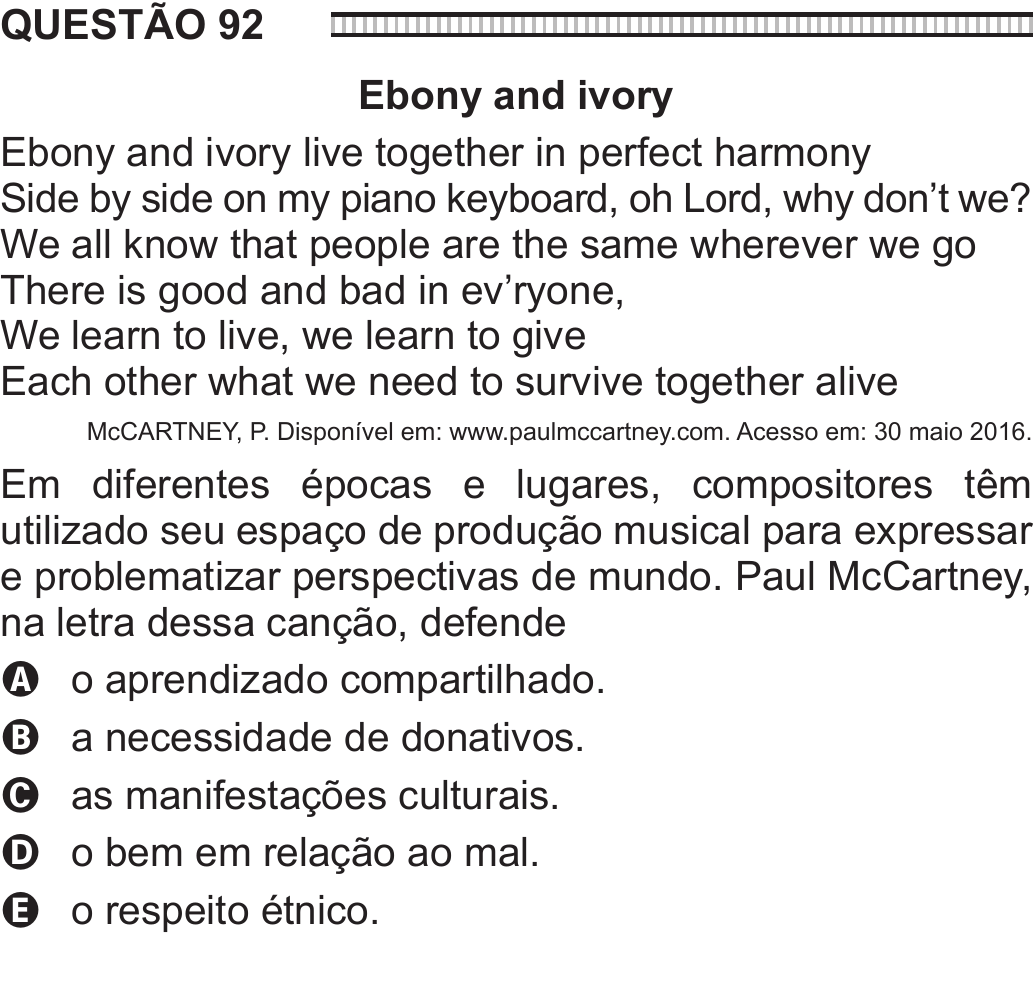 QUESTÃO 92
Ebony and ivory
Ebony and ivory live together in perfect harmony
Side by side on my piano keyboard, oh Lord, why don’t we?
We all know that people are the same wherever we go
There is good and bad in ev’ryone,
We learn to live, we learn to give
Each other what we need to survive together alive
McCARTNEY, P. Disponível em: www.paulmccartney.com. Acesso em: 30 maio 2016.
Em diferentes épocas e lugares, compositores têm
utilizado seu espaço de produção musical para expressar
e problematizar perspectivas de mundo. Paul McCartney,
na letra dessa canção, defende
A o aprendizado compartilhado.
B a necessidade de donativos.
C as manifestações culturais.
D o bem em relação ao mal.
E o respeito étnico.